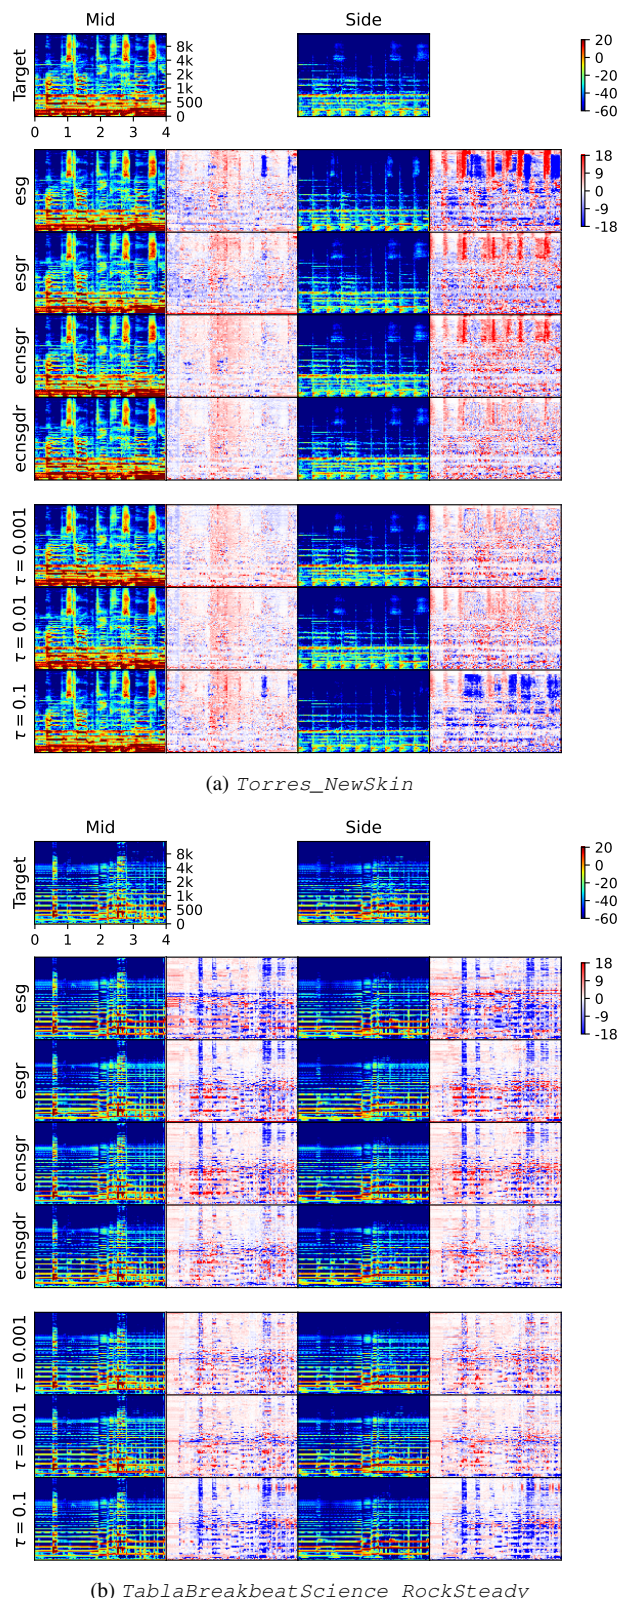 Mid Side
Target
8k
4k
2k
1k
500
0
0 1 2 3 4
20
0
-20
-40
-60
esg
18
9
0
-9
-18
esgr
ecnsgr
ecnsgdr
τ = 0.001
τ = 0.01
τ = 0.1
(a) Torres_NewSkin
Mid Side
Target
8k
4k
2k
1k
500
0
0 1 2 3 4
20
0
-20
-40
-60
esg
18
9
0
-9
-18
esgr
ecnsgr
ecnsgdr
τ = 0.001
τ = 0.01
τ = 0.1
(b) TablaBreakbeatScience_RockSteady